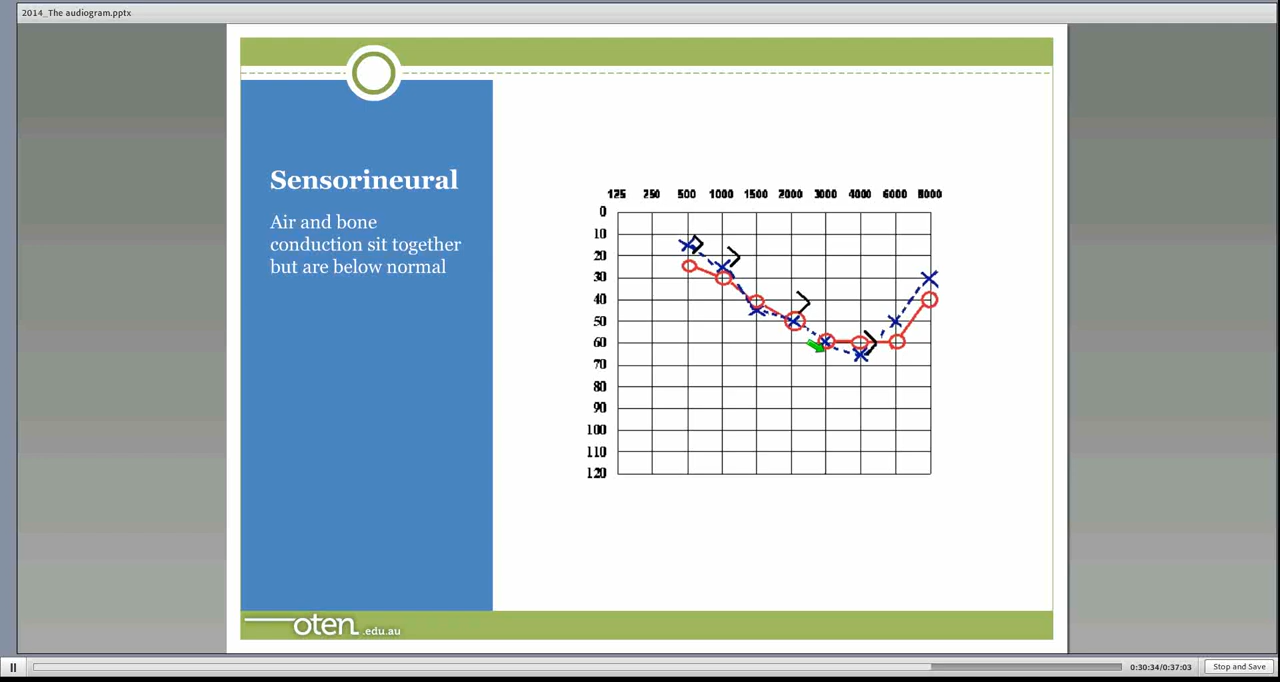 2014_The audiogram.pptx
Sensorineural
Air and bone
conduction sit together
but are below normal
125 250 500 1000 1500 2000 3000 4000 6000 8000
0
10
20
30
40
50
60
70
80
90
100
110
120
oten.edu.au
0:30:34/0:37:03
Stop and Save